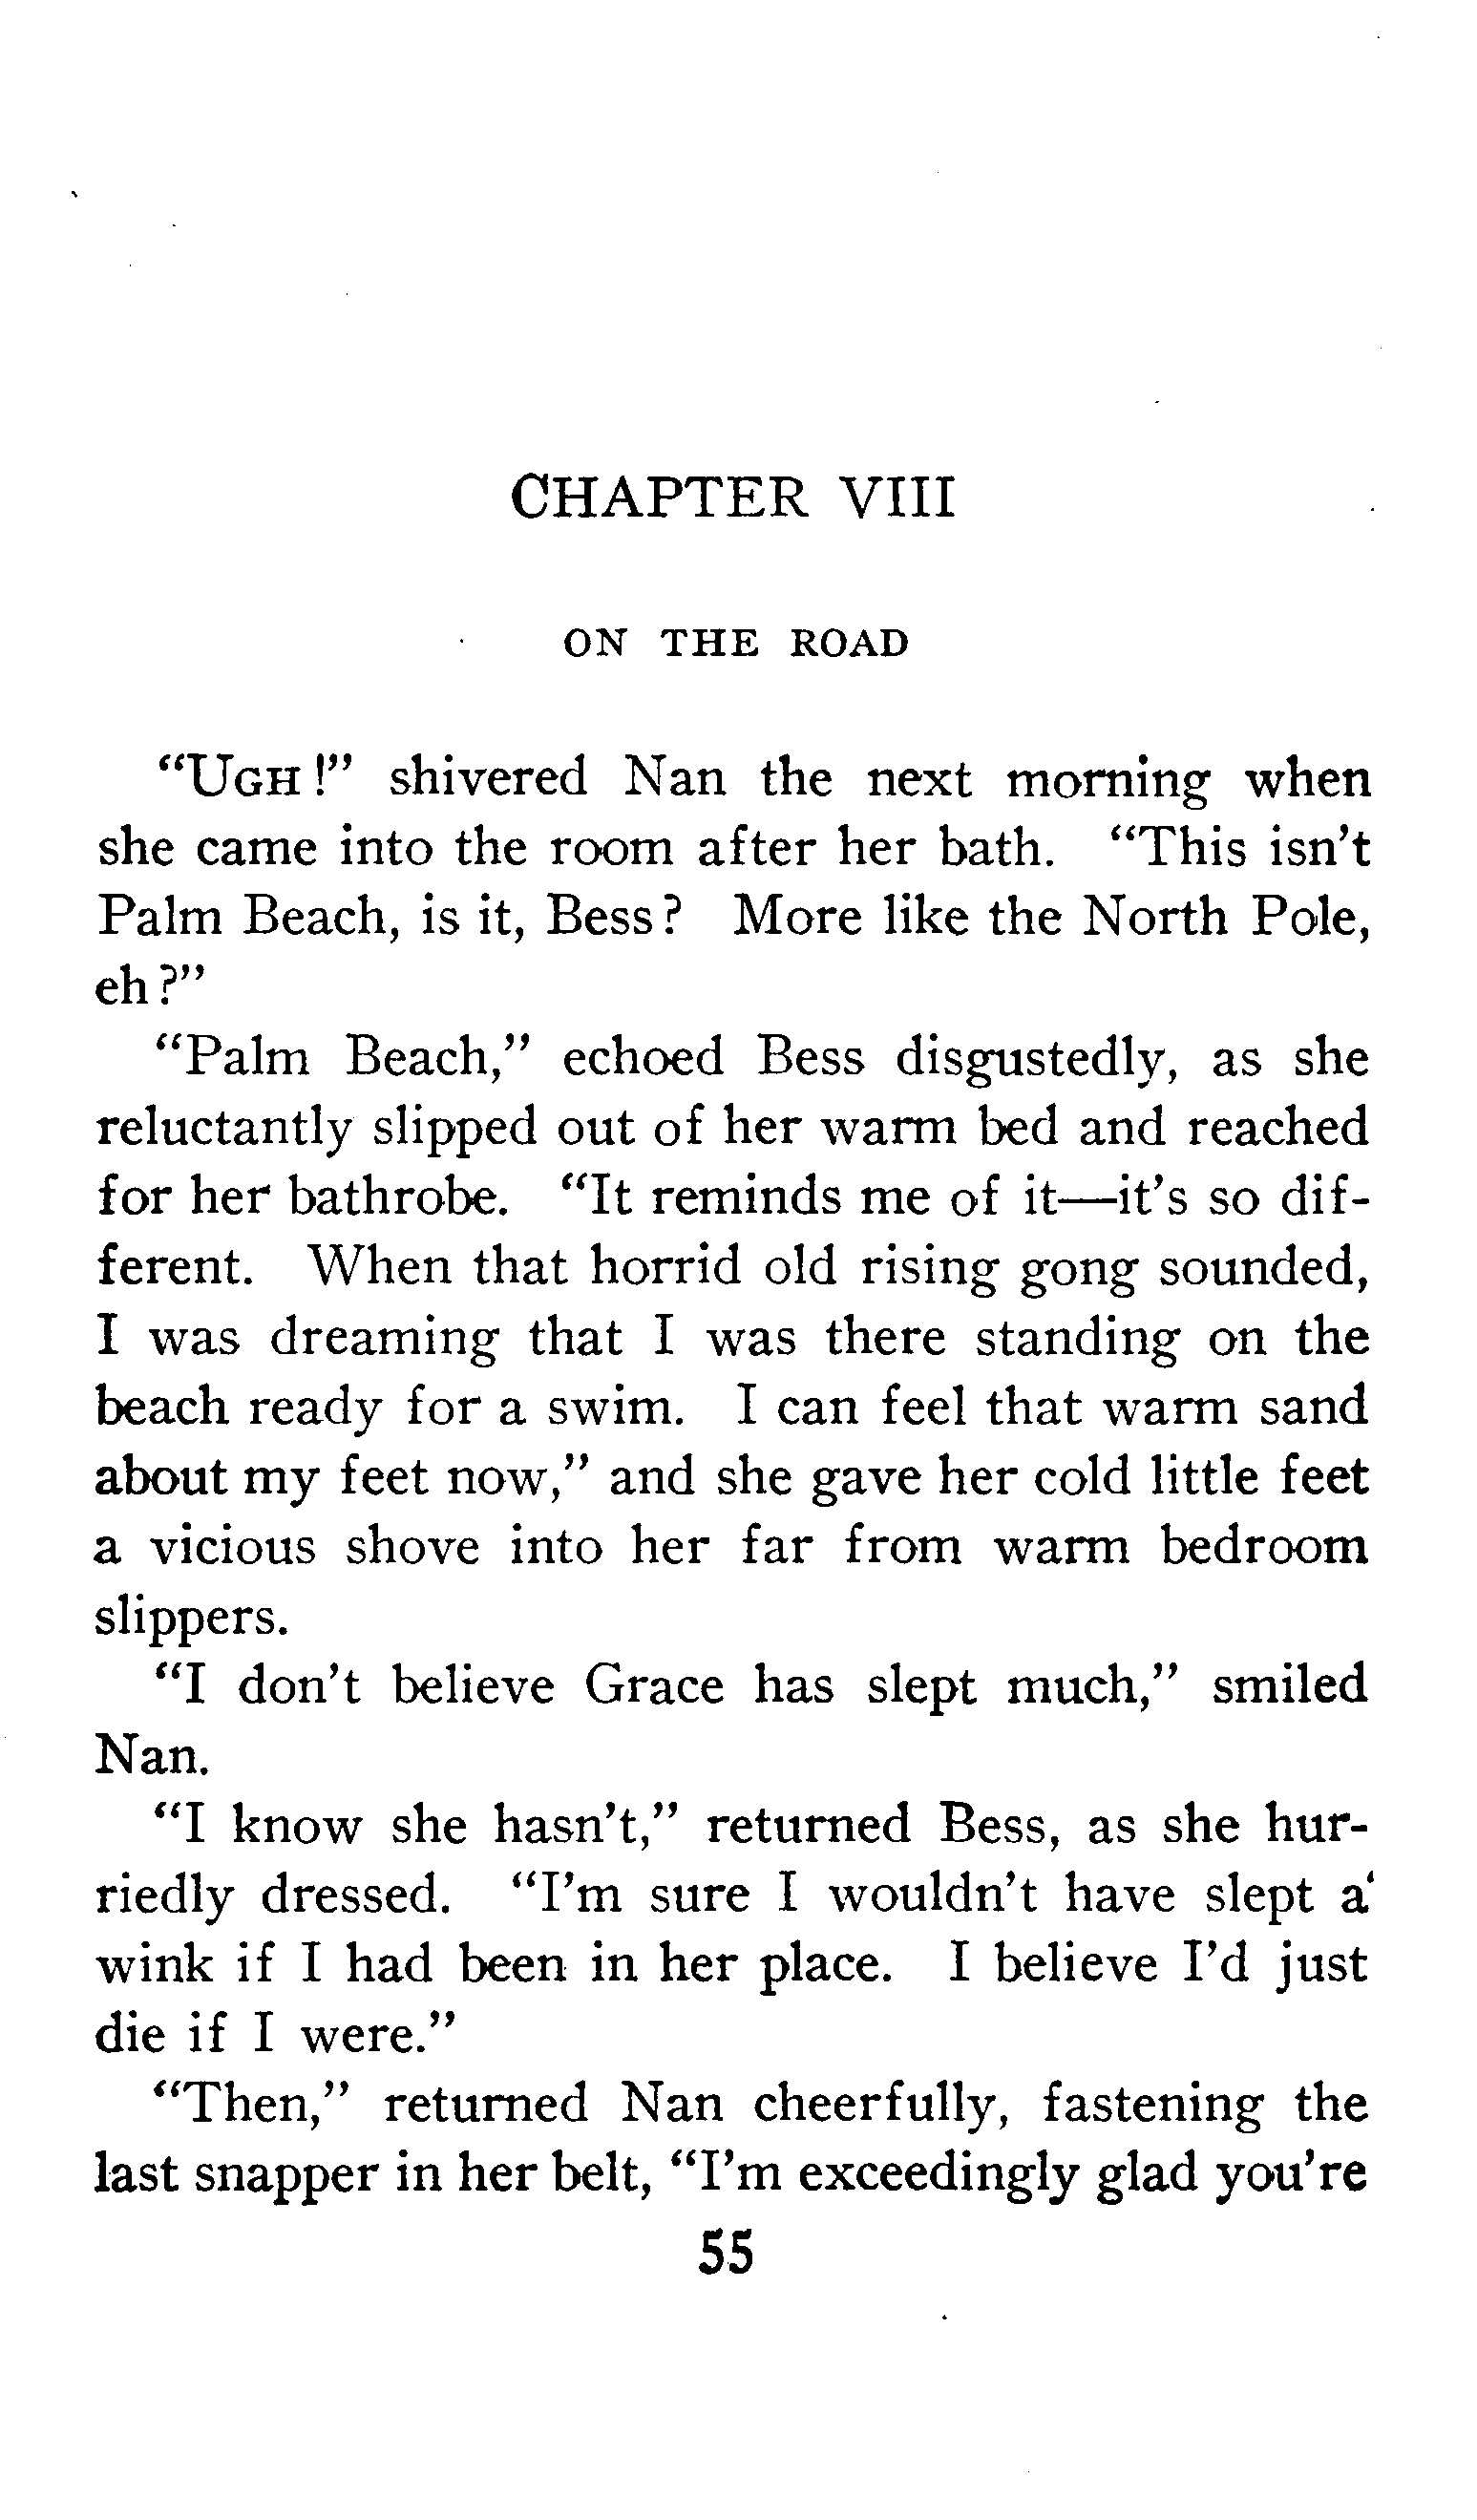 CHAPTER VIII
ON THE ROAD
"UGH!" shivered Nan the next morning when
she came into the room after her bath. "This isn't
Palm Beach, is it, Bess? More like the North Pole,
eh?"
"Palm Beach," echoed Bess disgustedly, as she
reluctantly slipped out of her warm bed and reached
for her bathrobe. "It reminds me of it—it's so dif-
ferent. When that horrid old rising gong sounded,
I was dreaming that I was there standing on the
beach ready for a swim. I can feel that warm sand
about my feet now," and she gave her cold little feet
a vicious shove into her far from warm bedroom
slippers.
"I don't believe Grace has slept much," smiled
Nan.
"I know she hasn't," returned Bess, as she hur-
riedly dressed. "I'm sure I wouldn't have slept a
wink if I had been in her place. I believe I'd just
die if I were."
"Then," returned Nan cheerfully, fastening the
last snapper in her belt, "I'm exceedingly glad you're
55